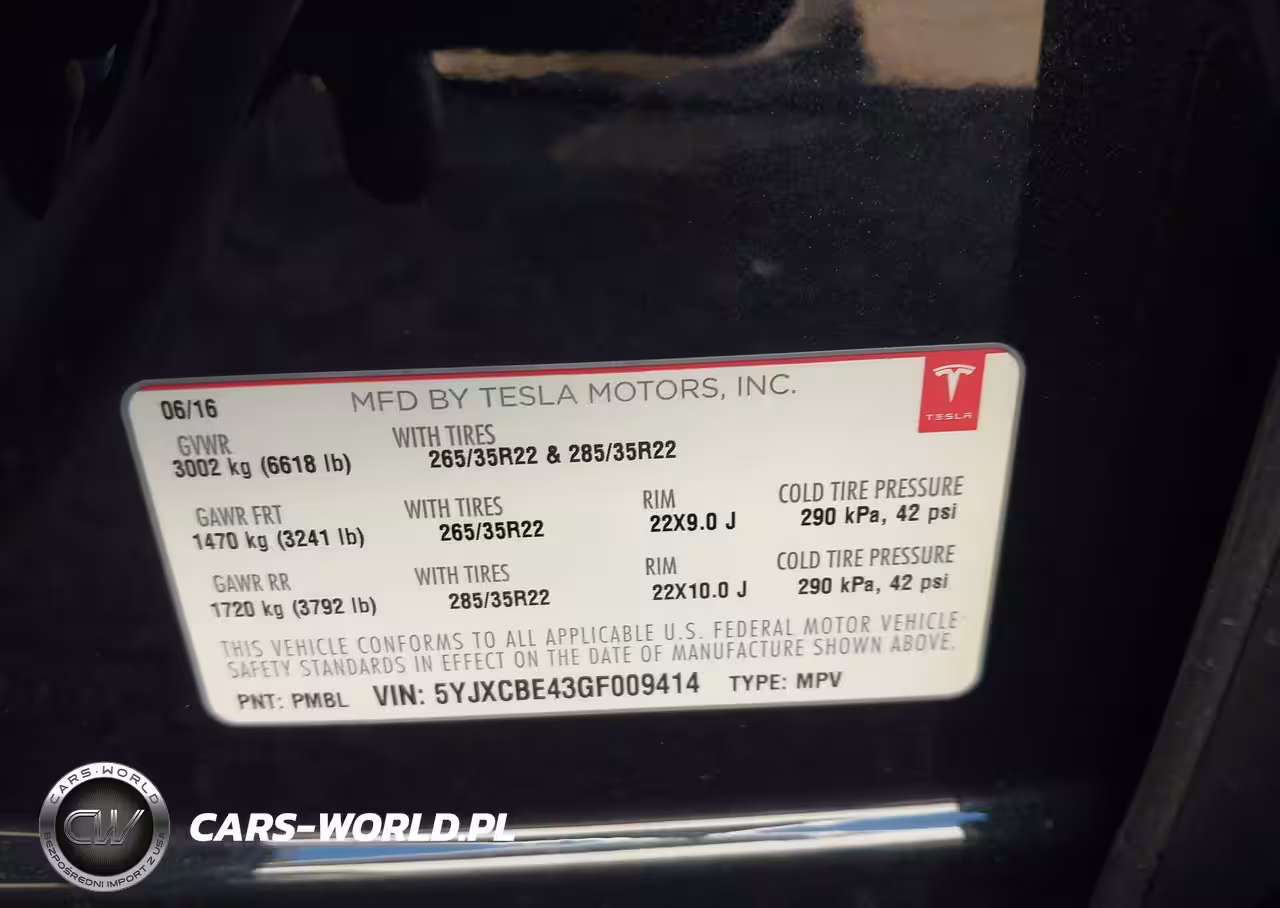 06/16
MFD BY TESLA MOTORS, INC.
TESLA
GVWR WITH TIRES
3002 kg (6618 lb) 265/35R22 & 285/35R22
GAWR FRT WITH TIRES RIM COLD TIRE PRESSURE
1470 kg (3241 lb) 265/35R22 22X9.0 J 290 kPa, 42 psi
GAWR RR WITH TIRES RIM COLD TIRE PRESSURE
1720 kg (3792 lb) 285/35R22 22X10.0 J 290 kPa, 42 psi
THIS VEHICLE CONFORMS TO ALL APPLICABLE U.S. FEDERAL MOTOR VEHICLE
SAFETY STANDARDS IN EFFECT ON THE DATE OF MANUFACTURE SHOWN ABOVE.
PNT: PMBL VIN: 5YJXCBE43GF009414 TYPE: MPV
CARS-WORLD
CW
BEZPOŚREDNI IMPORT Z USA
CARS-WORLD.PL